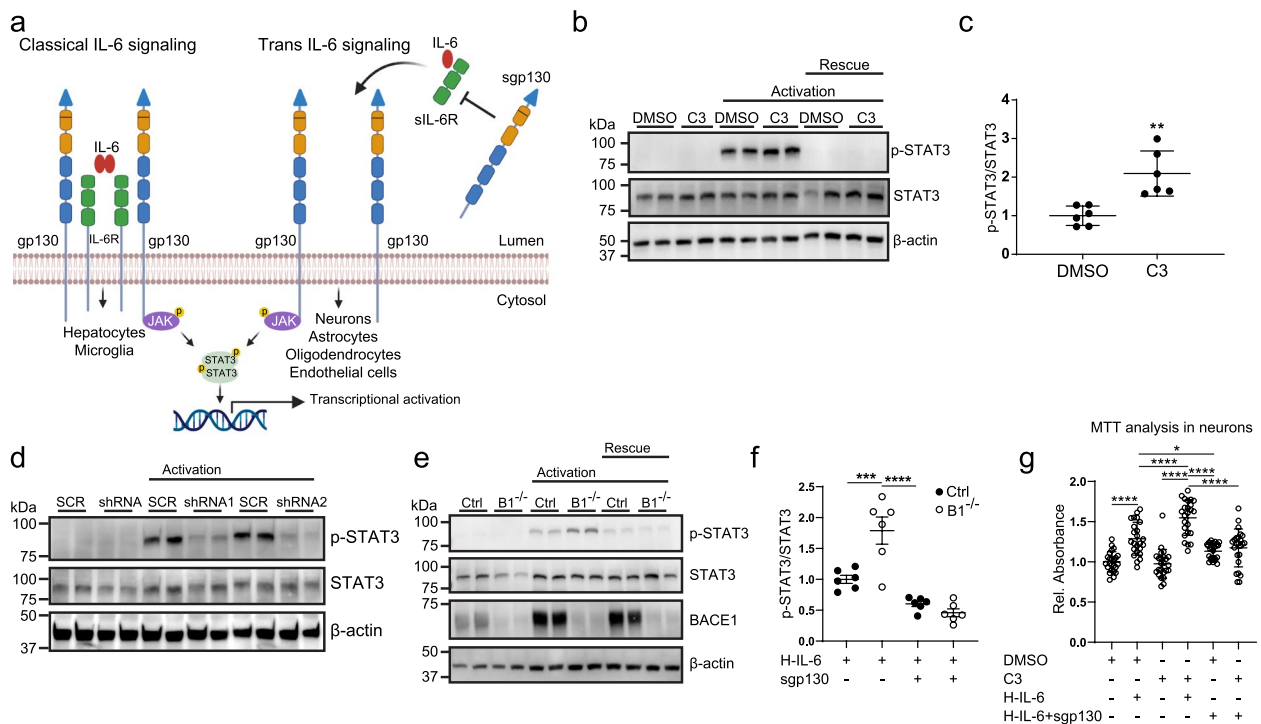 a
Classical IL-6 signaling
Trans IL-6 signaling
IL-6
sgp130
sIL-6R
IL-6
gp130
IL-6R
gp130
gp130
gp130
Lumen
Cytosol
JAK
p
p
JAK
Hepatocytes
Microglia
Neurons
Astrocytes
Oligodendrocytes
Endothelial cells
STAT3
p
p
STAT3
Transcriptional activation
b
Rescue
Activation
kDa
DMSO C3 DMSO C3 DMSO C3
100
75
p-STAT3
100
75
STAT3
50
37
β-actin
c
p-STAT3/STAT3
4
3
2
1
0
**
DMSO
C3
d
Activation
kDa
SCR shRNA SCR shRNA1 SCR shRNA2
100
75
p-STAT3
100
75
STAT3
50
37
β-actin
e
Rescue
Activation
kDa
Ctrl B1-/- Ctrl B1-/- Ctrl B1-/-
100
75
p-STAT3
100
75
STAT3
75
BACE1
50
37
β-actin
f
p-STAT3/STAT3
2.5
2.0
1.5
1.0
0.5
0.0
*** ****
Ctrl
B1-/-
H-IL-6 + + + +
sgp130 - - + +
g
MTT analysis in neurons
Rel. Absorbance
2.0
1.5
1.0
0.5
0.0
*
****
**** ****
****
****
DMSO + + - - + -
C3 - - + + - +
H-IL-6 - + - + - -
H-IL-6+sgp130 - - - - + +